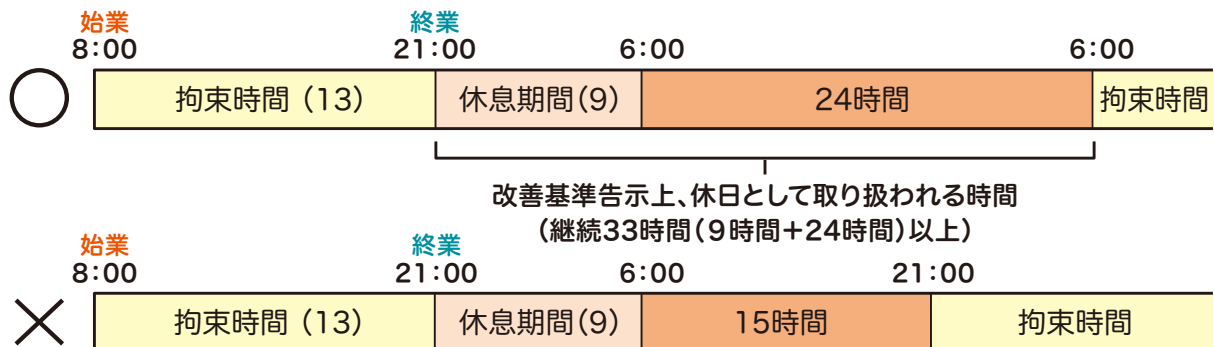 始業 終業
8:00 21:00 6:00 6:00
拘束時間（13） 休息期間（9） 24時間 拘束時間
改善基準告示上、休日として取り扱われる時間
（継続33時間（9時間＋24時間）以上）
始業 終業
8:00 21:00 6:00 21:00
拘束時間（13） 休息期間（9） 15時間 拘束時間